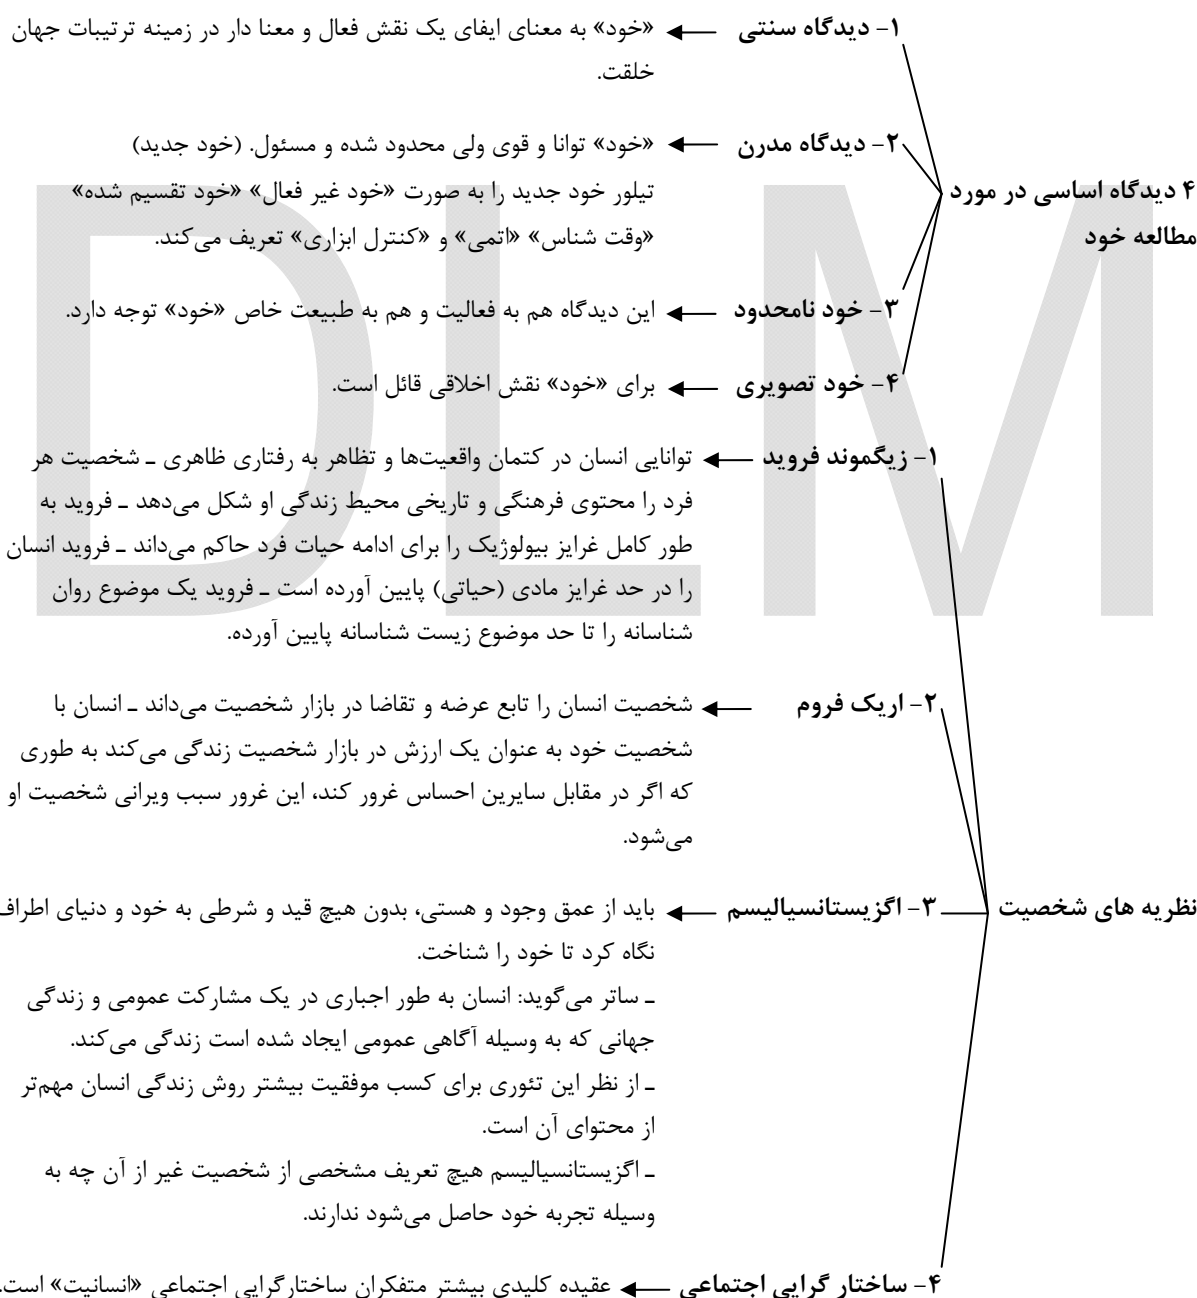 ۴ دیدگاه اساسی در مورد
مطالعه خود
۱- دیدگاه سنتی
«خود» به معنای ایفای یک نقش فعال و معنا دار در زمینه ترتیبات جهان
خلقت.
۲- دیدگاه مدرن
«خود» توانا و قوی ولی محدود شده و مسئول. (خود جدید)
تیلور خود جدید را به صورت «خود غیر فعال» «خود تقسیم شده»
«وقت شناس» «اتمی» و «کنترل ابزاری» تعریف می‌کند.
۳- خود نامحدود
این دیدگاه هم به فعالیت و هم به طبیعت خاص «خود» توجه دارد.
۴- خود تصویری
برای «خود» نقش اخلاقی قائل است.
نظریه های شخصیت
۱- زیگموند فروید
توانایی انسان در کتمان واقعیت‌ها و تظاهر به رفتاری ظاهری ـ شخصیت هر
فرد را محتوی فرهنگی و تاریخی محیط زندگی او شکل می‌دهد ـ فروید به
طور کامل غرایز بیولوژیک را برای ادامه حیات فرد حاکم می‌داند ـ فروید انسان
را در حد غرایز مادی (حیاتی) پایین آورده است ـ فروید یک موضوع روان
شناسانه را تا حد موضوع زیست شناسانه پایین آورده.
۲- اریک فروم
شخصیت انسان را تابع عرضه و تقاضا در بازار شخصیت می‌داند ـ انسان با
شخصیت خود به عنوان یک ارزش در بازار شخصیت زندگی می‌کند به طوری
که اگر در مقابل سایرین احساس غرور کند، این غرور سبب ویرانی شخصیت او
می‌شود.
۳- اگزیستانسیالیسم
باید از عمق وجود و هستی، بدون هیچ قید و شرطی به خود و دنیای اطراف
نگاه کرد تا خود را شناخت.
ـ ساتر می‌گوید: انسان به طور اجباری در یک مشارکت عمومی و زندگی
جهانی که به وسیله آگاهی عمومی ایجاد شده است زندگی می‌کند.
ـ از نظر این تئوری برای کسب موفقیت بیشتر روش زندگی انسان مهم‌تر
از محتوای آن است.
ـ اگزیستانسیالیسم هیچ تعریف مشخصی از شخصیت غیر از آن چه به
وسیله تجربه خود حاصل می‌شود ندارند.
۴- ساختار گرایی اجتماعی
عقیده کلیدی بیشتر متفکران ساختارگرایی اجتماعی «انسانیت» است.
DLM